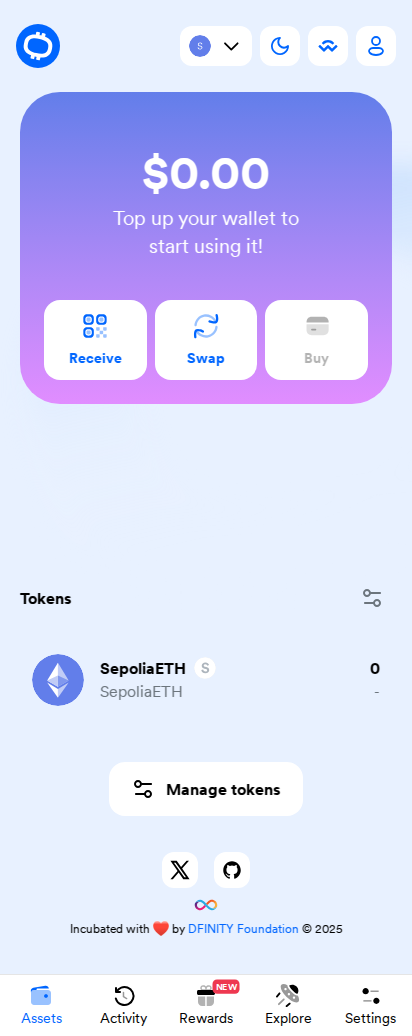 S
$0.00
Top up your wallet to
start using it!
Receive
Swap
Buy
Tokens
SepoliaETH S
0
SepoliaETH
-
Manage tokens
Incubated with ❤️ by DFINITY Foundation © 2025
NEW
Assets
Activity
Rewards
Explore
Settings